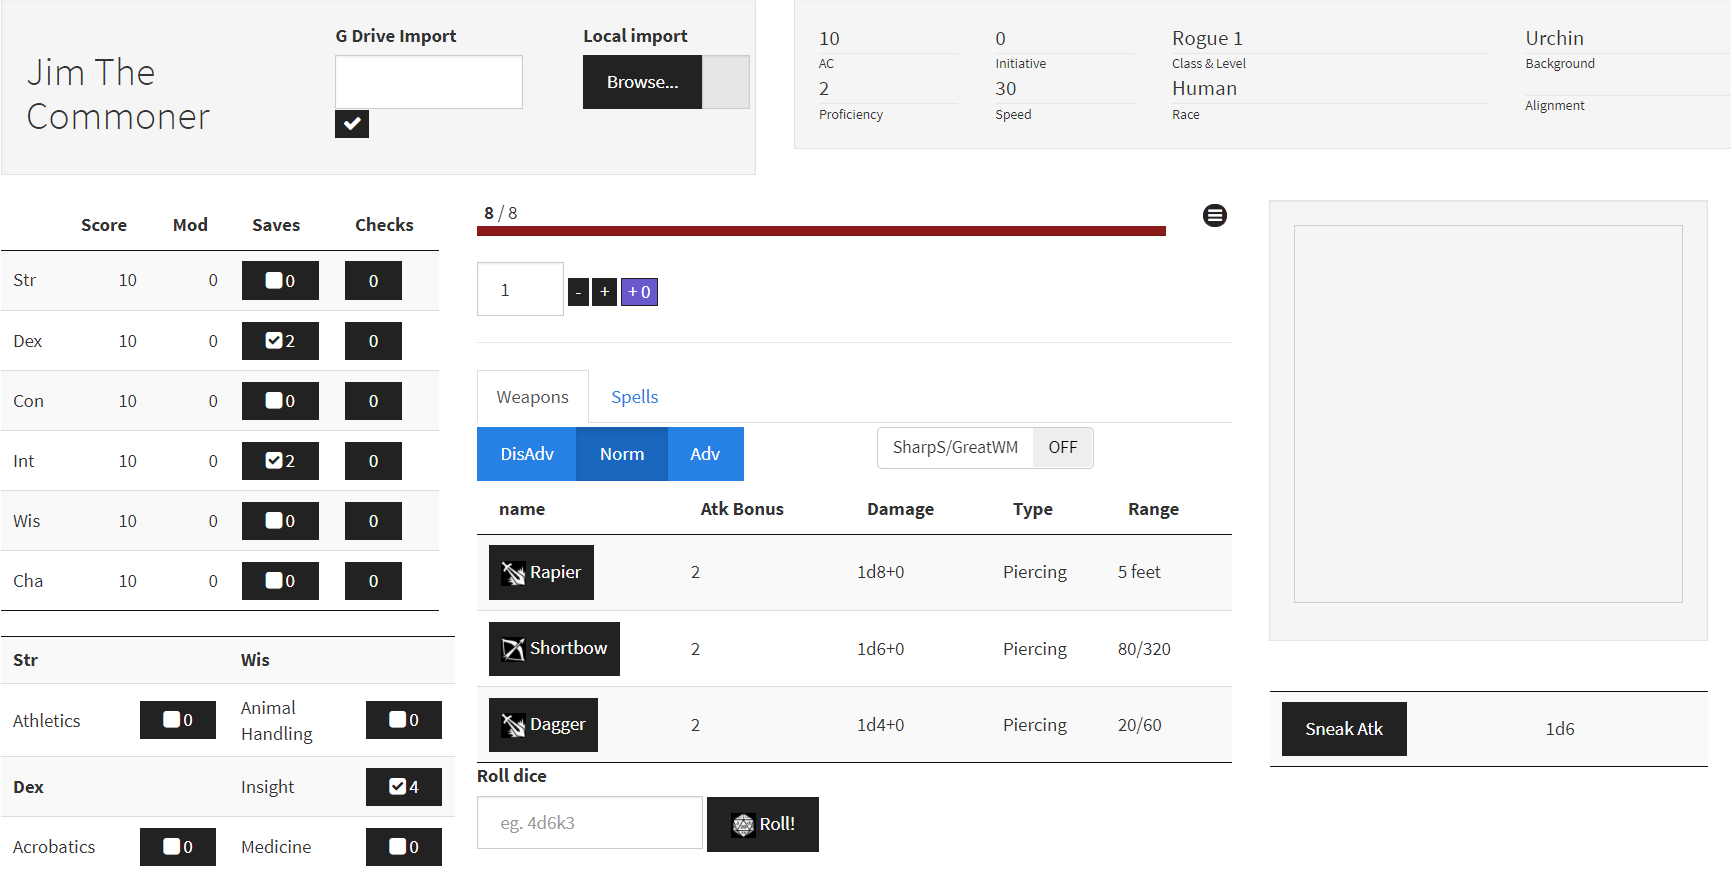 Jim The
Commoner
G Drive Import
Local import
Browse...
10
AC
2
Proficiency
0
Initiative
30
Speed
Rogue 1
Class & Level
Human
Race
Urchin
Background
Alignment
Score Mod Saves Checks
Str 10 0 0 0
Dex 10 0 2 0
Con 10 0 0 0
Int 10 0 2 0
Wis 10 0 0 0
Cha 10 0 0 0
Str Wis
Athletics 0 Animal
Handling 0
Dex Insight 4
Acrobatics 0 Medicine 0
8 / 8
1 - + + 0
Weapons Spells
DisAdv Norm Adv SharpS/GreatWM OFF
name Atk Bonus Damage Type Range
Rapier 2 1d8+0 Piercing 5 feet
Shortbow 2 1d6+0 Piercing 80/320
Dagger 2 1d4+0 Piercing 20/60
Roll dice
eg. 4d6k3 Roll!
Sneak Atk 1d6